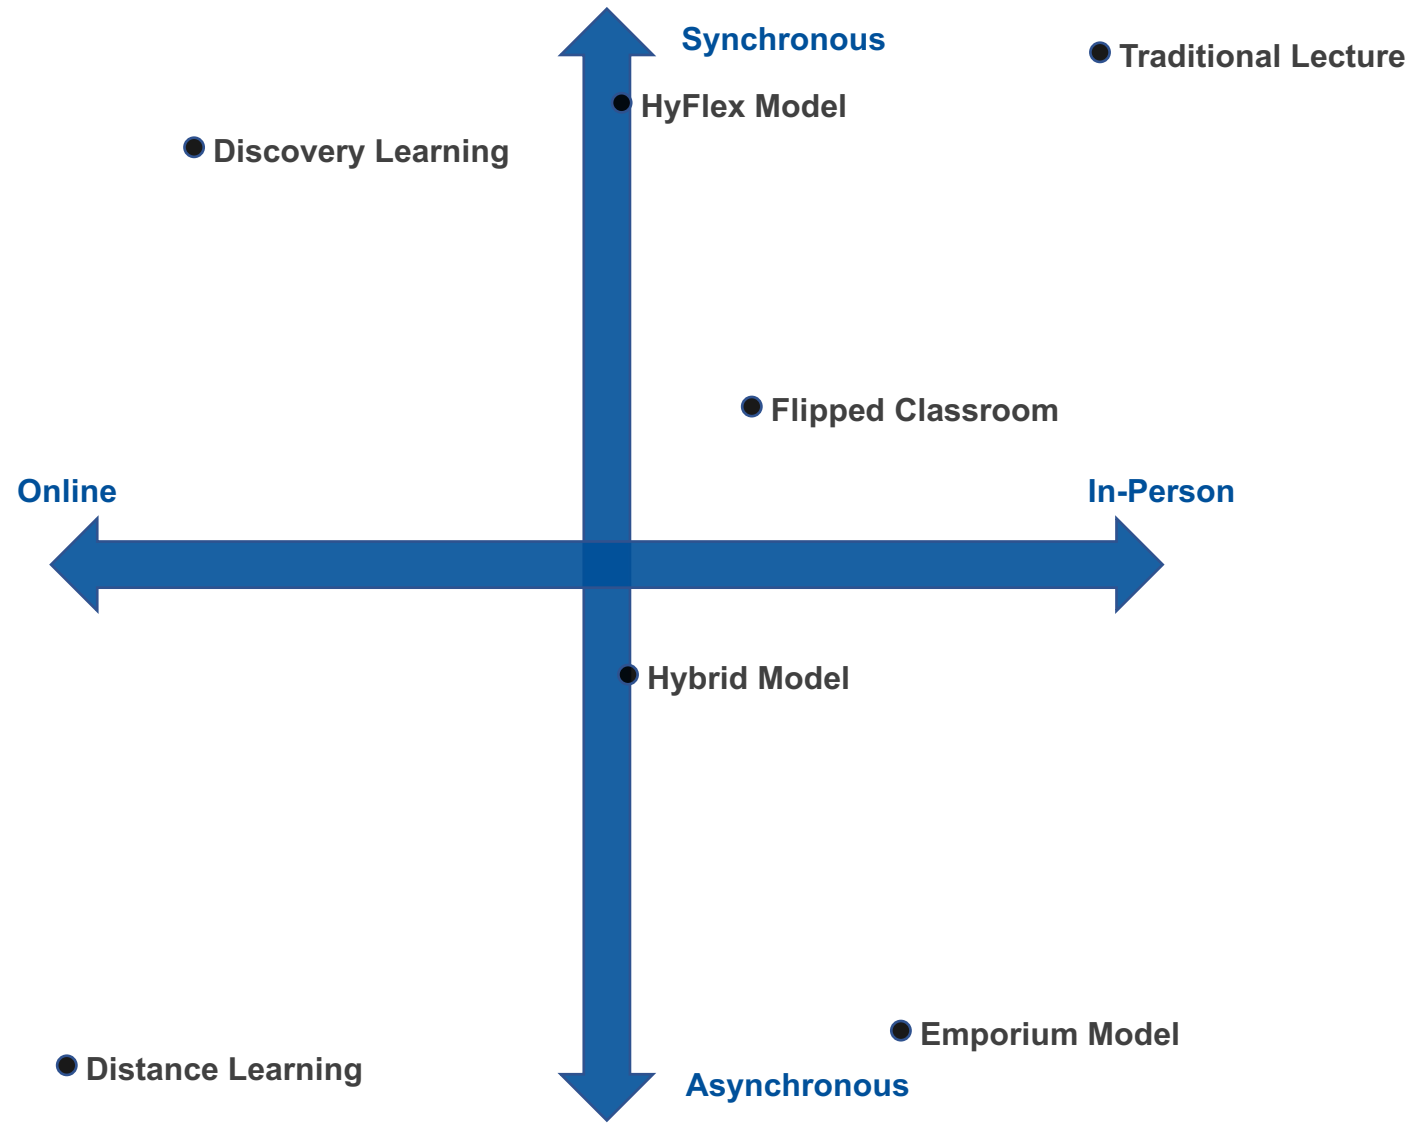 Synchronous
Traditional Lecture
HyFlex Model
Discovery Learning
Flipped Classroom
Online
In-Person
Hybrid Model
Emporium Model
Distance Learning
Asynchronous